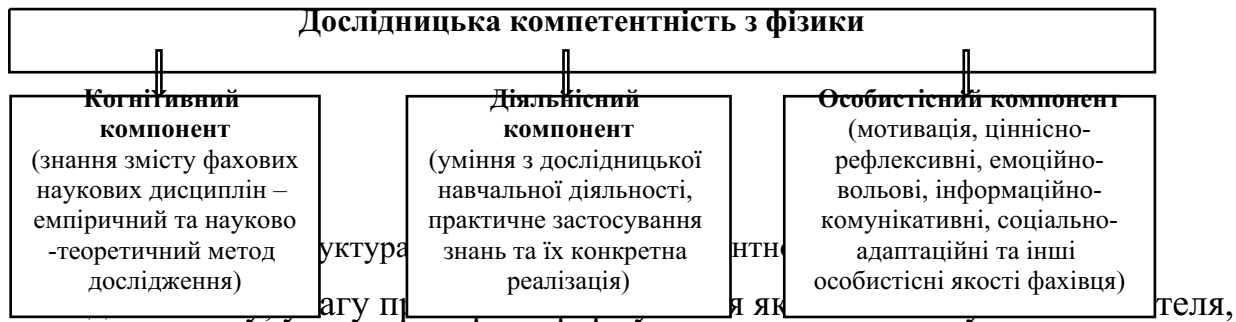 Дослідницька компетентність з фізики
Когнітивний
компонент
(знання змісту фахових
наукових дисциплін –
емпіричний та науково
-теоретичний метод
дослідження)
Діяльнісний
компонент
(уміння з дослідницької
навчальної діяльності,
практичне застосування
знань та їх конкретна
реалізація)
Особистісний компонент
(мотивація, ціннісно-
рефлексивні, емоційно-
вольові, інформаційно-
комунікативні, соціально-
адаптаційні та інші
особистісні якості фахівця)